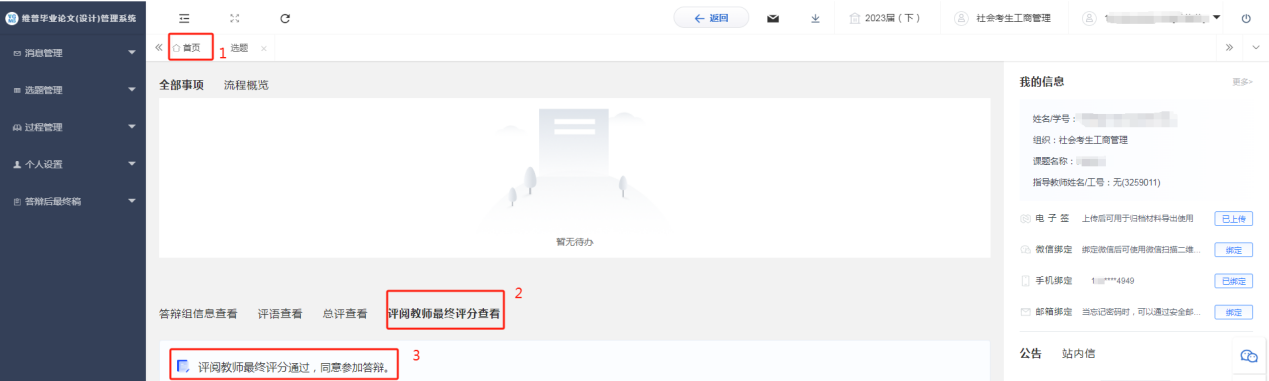 维普毕业论文(设计)管理系统
返回
2023届（下）
社会考生工商管理
消息管理
选题管理
过程管理
个人设置
答辩后最终稿
首页
1
选题
全部事项
流程概览
暂无待办
答辩组信息查看
评语查看
总评查看
评阅教师最终评分查看
2
评阅教师最终评分通过，同意参加答辩。
3
我的信息
更多>
姓名/学号：
组织：社会考生工商管理
课题名称：
指导教师姓名/工号：无(3259011)
电 子 签
上传后可用于归档材料导出使用
已上传
微信绑定
绑定微信后可使用微信扫描二维...
绑定
手机绑定
****4949
已绑定
邮箱绑定
当忘记密码时，可以通过安全邮...
绑定
公告
站内信